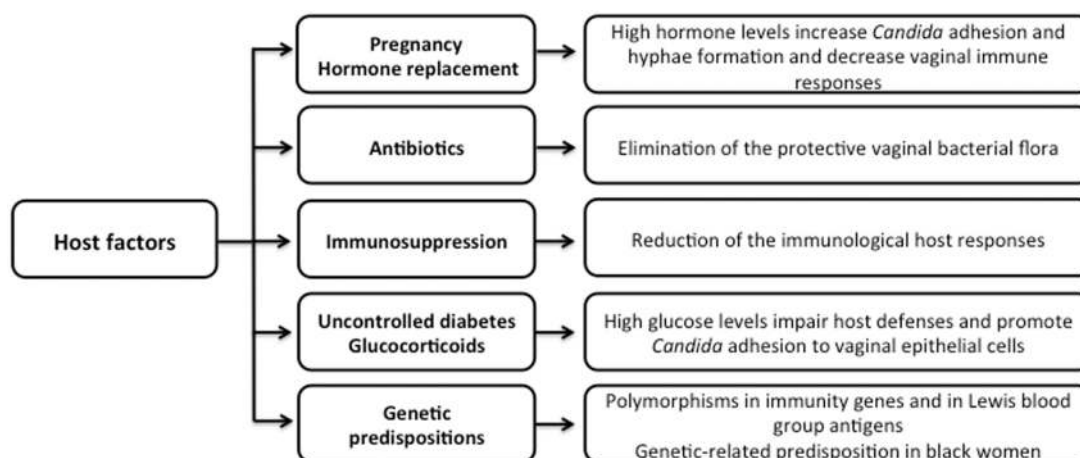 Host factors
Pregnancy
Hormone replacement
High hormone levels increase Candida adhesion and
hyphae formation and decrease vaginal immune
responses
Antibiotics
Elimination of the protective vaginal bacterial flora
Immunosuppression
Reduction of the immunological host responses
Uncontrolled diabetes
Glucocorticoids
High glucose levels impair host defenses and promote
Candida adhesion to vaginal epithelial cells
Genetic
predispositions
Polymorphisms in immunity genes and in Lewis blood
group antigens
Genetic-related predisposition in black women